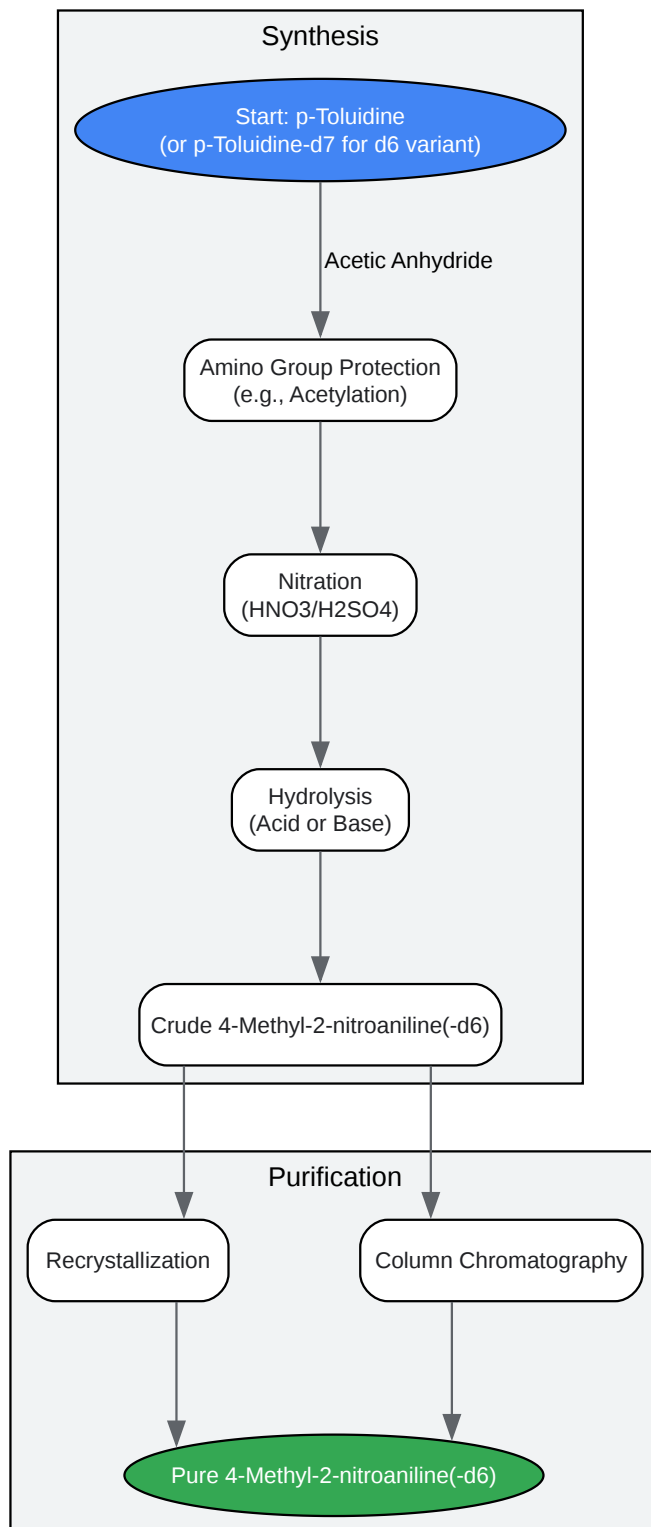 Synthesis
Start: p-Toluidine
(or p-Toluidine-d7 for d6 variant)
Acetic Anhydride
Amino Group Protection
(e.g., Acetylation)
Nitration
(HNO3/H2SO4)
Hydrolysis
(Acid or Base)
Crude 4-Methyl-2-nitroaniline(-d6)
Purification
Recrystallization
Column Chromatography
Pure 4-Methyl-2-nitroaniline(-d6)